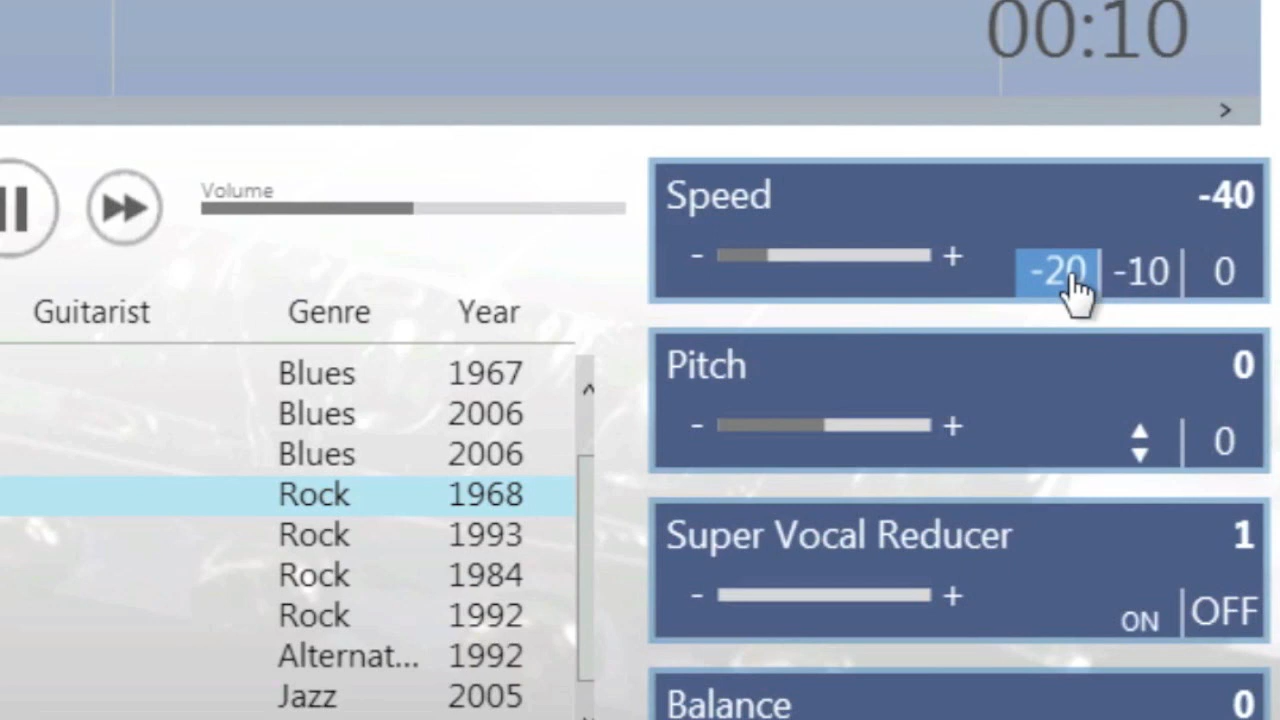 00:10
>
Volume
Speed -40
- + -20 -10 0
Guitarist Genre Year
Pitch 0
- + 0
Blues 1967
Blues 2006
Blues 2006
Rock 1968
Rock 1993
Rock 1984
Rock 1992
Alternat... 1992
Jazz 2005
Super Vocal Reducer 1
- + ON OFF
Balance 0